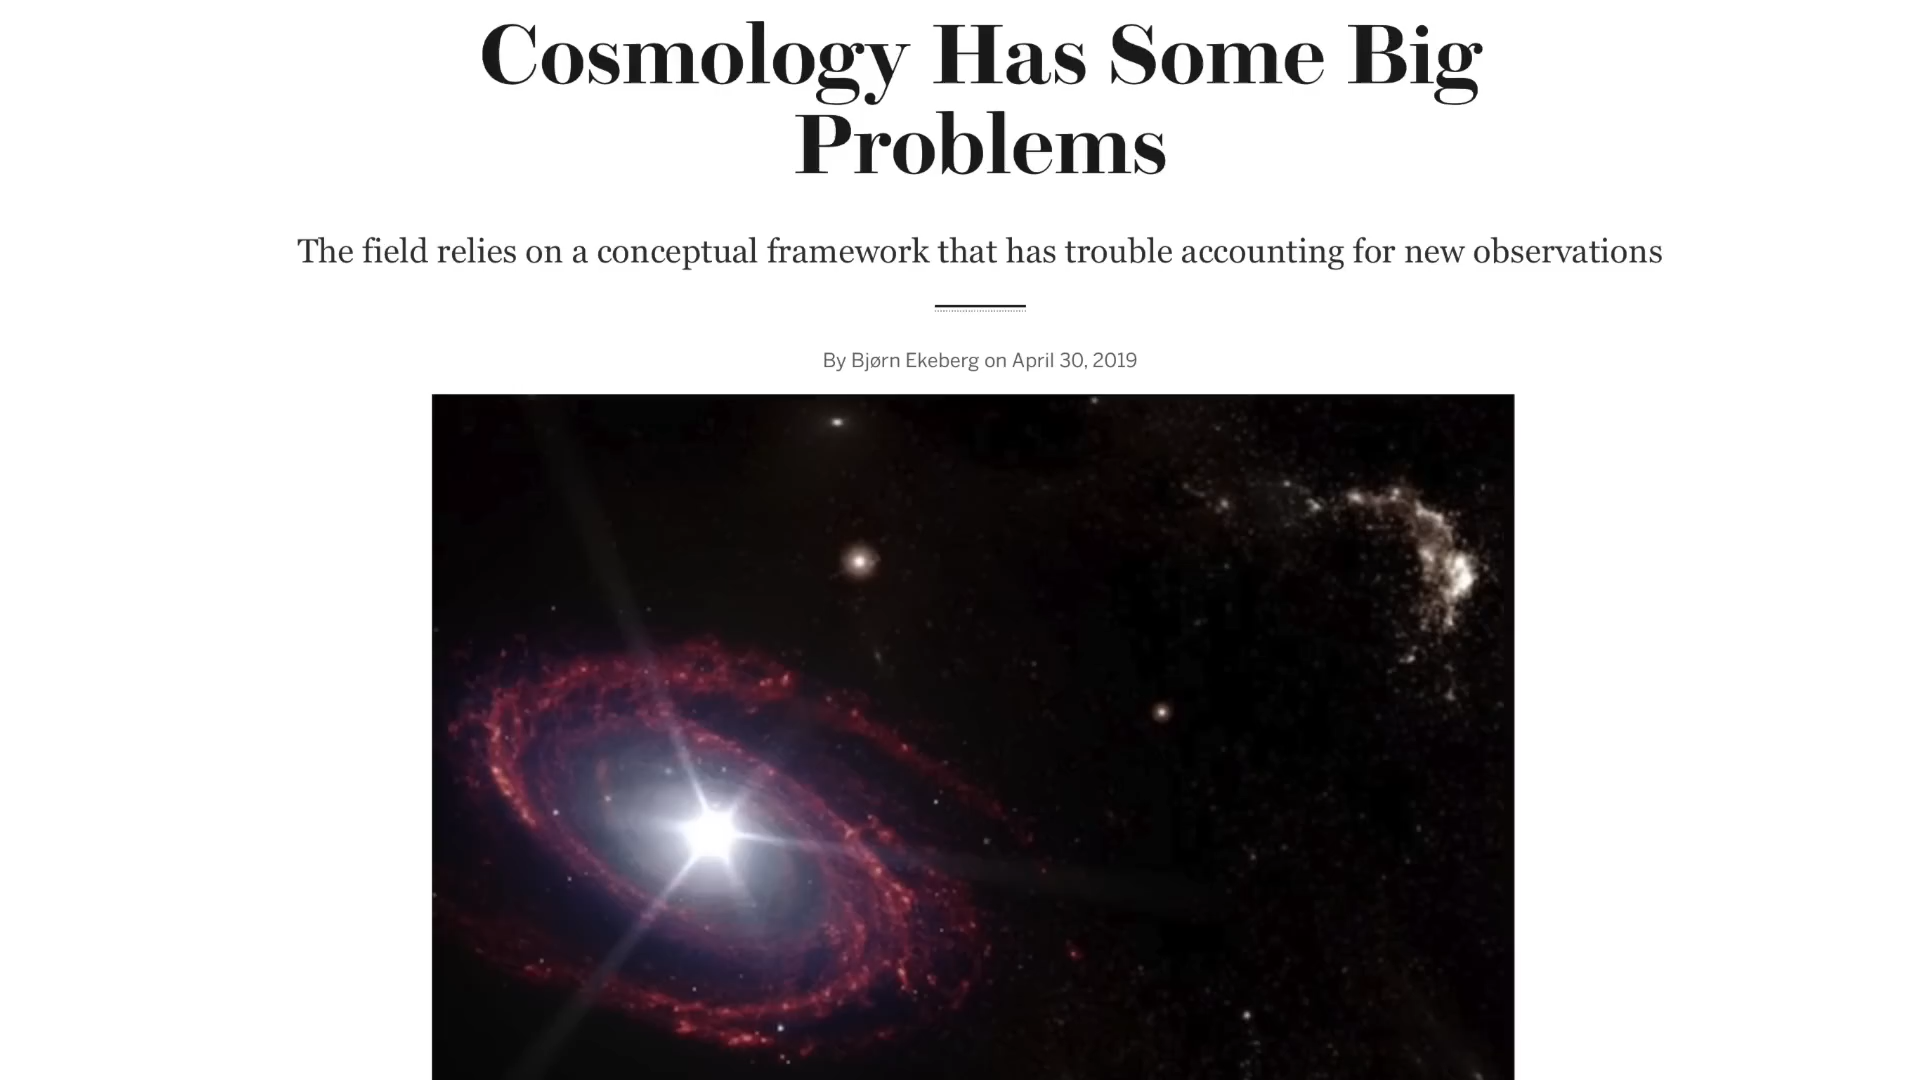 Cosmology Has Some Big
Problems
The field relies on a conceptual framework that has trouble accounting for new observations
By Bjørn Ekeberg on April 30, 2019